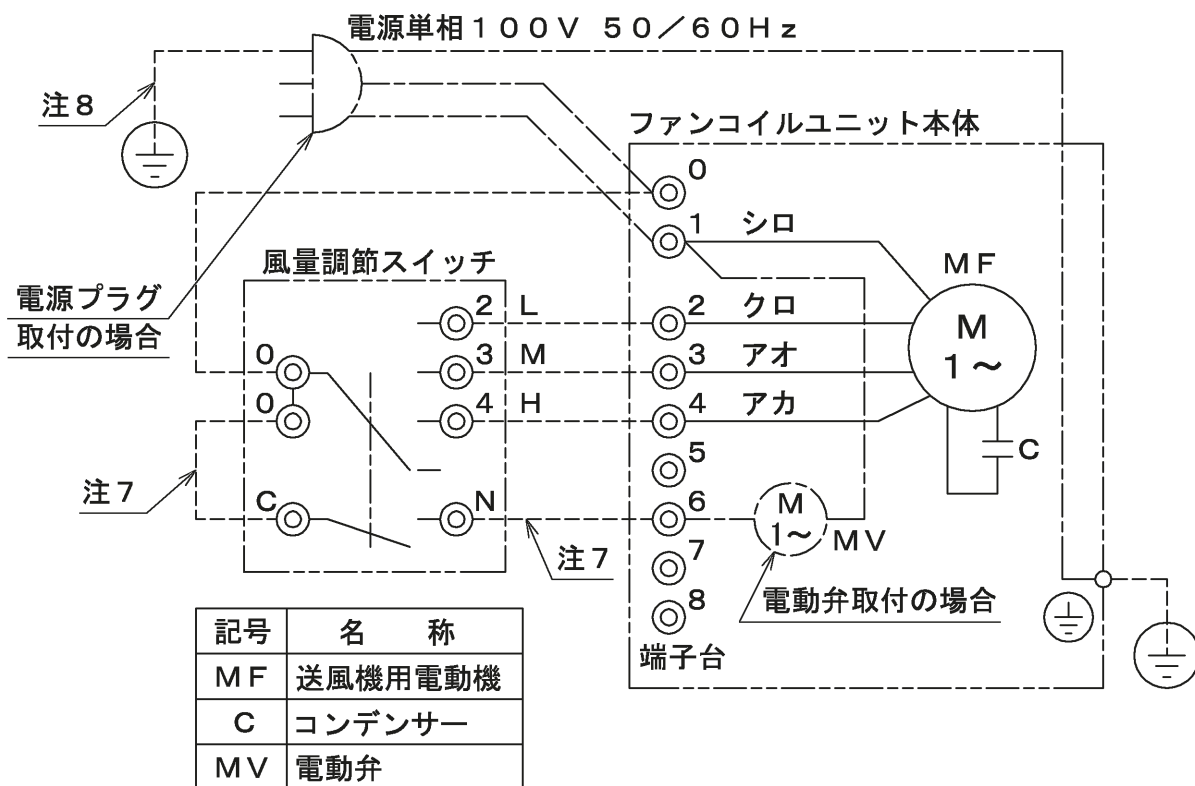 電源単相100V 50/60Hz
注8
ファンコイルユニット本体
0
1 シロ
風量調節スイッチ
MF
電源プラグ
取付の場合
2 L
2 クロ
M
1~
0
3 M
3 アオ
0
4 H
4 アカ
C
5
注7
C
N
6
M
1~
MV
注7
7
電動弁取付の場合
8
端子台
記号 名 称
MF 送風機用電動機
C コンデンサー
MV 電動弁